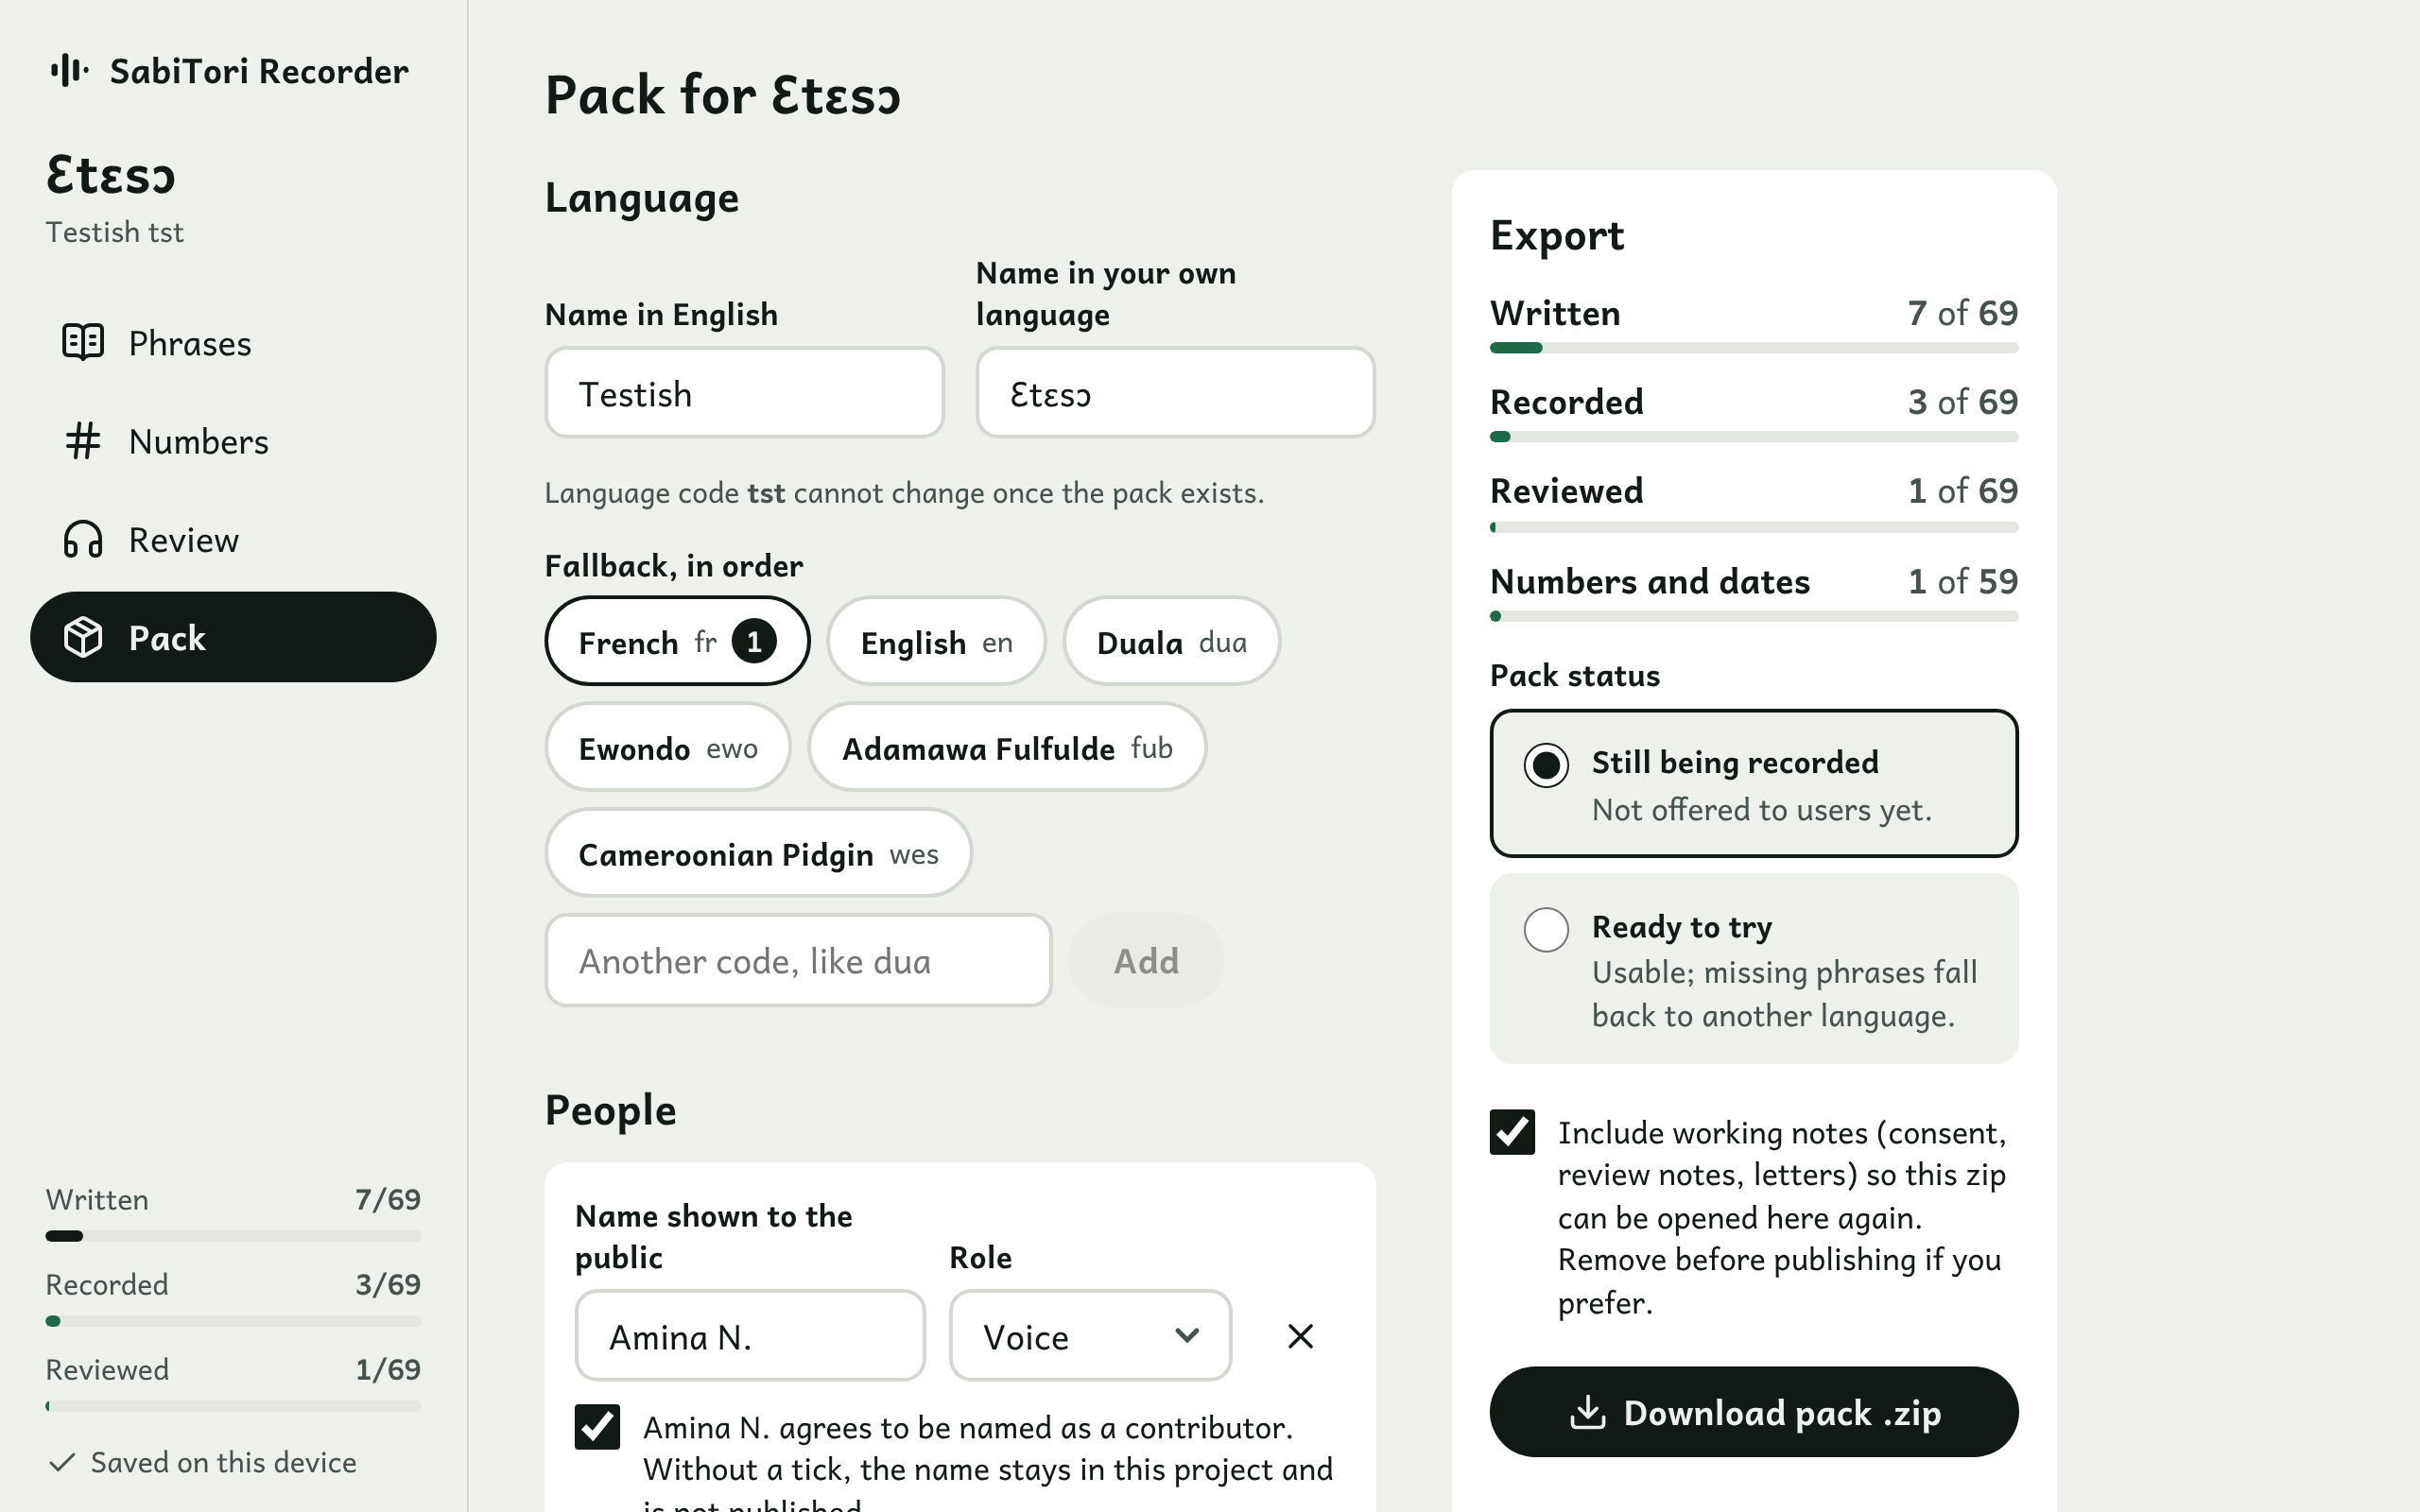 SabiTori Recorder
Ɛtɛsɔ
Testish tst
Phrases
Numbers
Review
Pack
Written 7/69
Recorded 3/69
Reviewed 1/69
Saved on this device
Pack for Ɛtɛsɔ
Language
Name in English
Testish
Name in your own
language
Ɛtɛsɔ
Language code tst cannot change once the pack exists.
Fallback, in order
French fr 1 English en Duala dua
Ewondo ewo Adamawa Fulfulde fub
Cameroonian Pidgin wes
Another code, like dua Add
People
Name shown to the
public
Amina N.
Role
Voice
Amina N. agrees to be named as a contributor.
Without a tick, the name stays in this project and
is not published
Export
Written 7 of 69
Recorded 3 of 69
Reviewed 1 of 69
Numbers and dates 1 of 59
Pack status
Still being recorded
Not offered to users yet.
Ready to try
Usable; missing phrases fall
back to another language.
Include working notes (consent,
review notes, letters) so this zip
can be opened here again.
Remove before publishing if you
prefer.
Download pack .zip